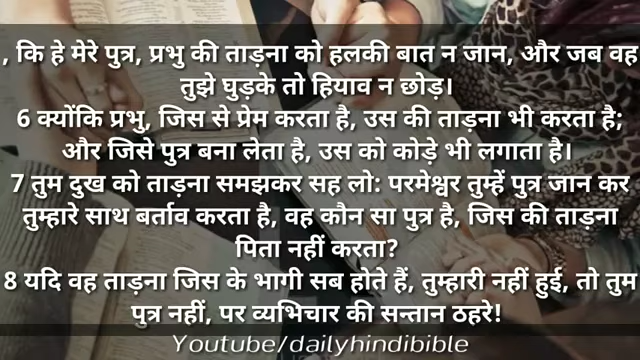 , कि हे मेरे पुत्र, प्रभु की ताड़ना को हलकी बात न जान, और जब वह
तुझे घुड़के तो हियाव न छोड़।
6 क्योंकि प्रभु, जिस से प्रेम करता है, उस की ताड़ना भी करता है;
और जिसे पुत्र बना लेता है, उस को कोड़े भी लगाता है।
7 तुम दुख को ताड़ना समझकर सह लो: परमेश्वर तुम्हें पुत्र जान कर
तुम्हारे साथ बर्ताव करता है, वह कौन सा पुत्र है, जिस की ताड़ना
पिता नहीं करता?
8 यदि वह ताड़ना जिस के भागी सब होते हैं, तुम्हारी नहीं हुई, तो तुम
पुत्र नहीं, पर व्यभिचार की सन्तान ठहरे!
Youtube/dailyhindibible